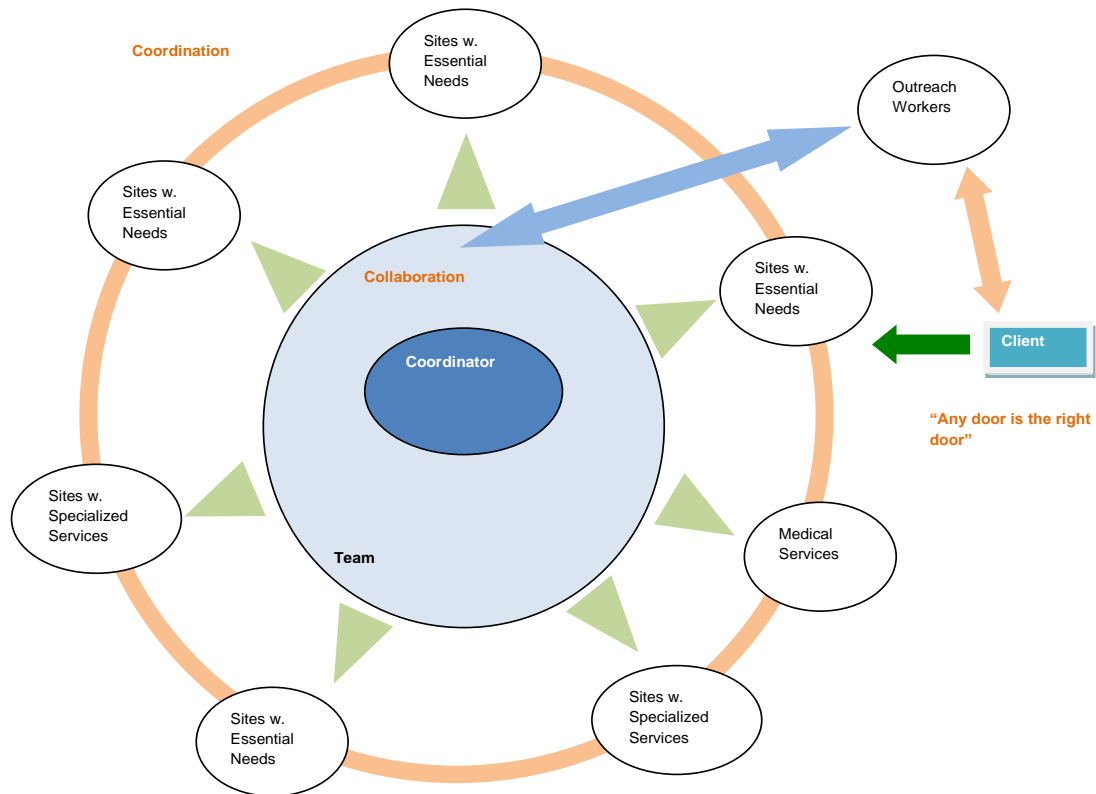 Coordination
Sites w.
Essential
Needs
Outreach
Workers
Sites w.
Essential
Needs
Collaboration
Sites w.
Essential
Needs
Client
Coordinator
“Any door is the right
door”
Sites w.
Specialized
Services
Medical
Services
Team
Sites w.
Essential
Needs
Sites w.
Specialized
Services